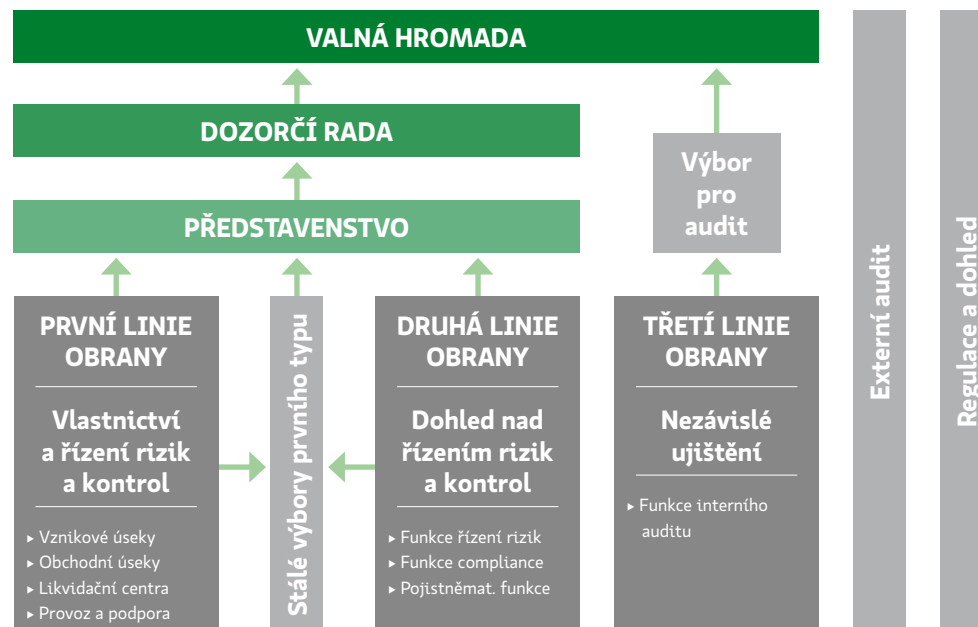 VALNÁ HROMADA
DOZORČÍ RADA
PŘEDSTAVENSTVO
Výbor
pro
audit
PRVNÍ LINIE
OBRANY
Vlastnictví
a řízení rizik
a kontrol
▸ Vznikové úseky
▸ Obchodní úseky
▸ Likvidační centra
▸ Provoz a podpora
Stálé výbory prvního typu
DRUHÁ LINIE
OBRANY
Dohled nad
řízením rizik
a kontrol
▸ Funkce řízení rizik
▸ Funkce compliance
▸ Pojistněmat. funkce
TŘETÍ LINIE
OBRANY
Nezávislé
ujištění
▸ Funkce interního
auditu
Externí audit
Regulace a dohled